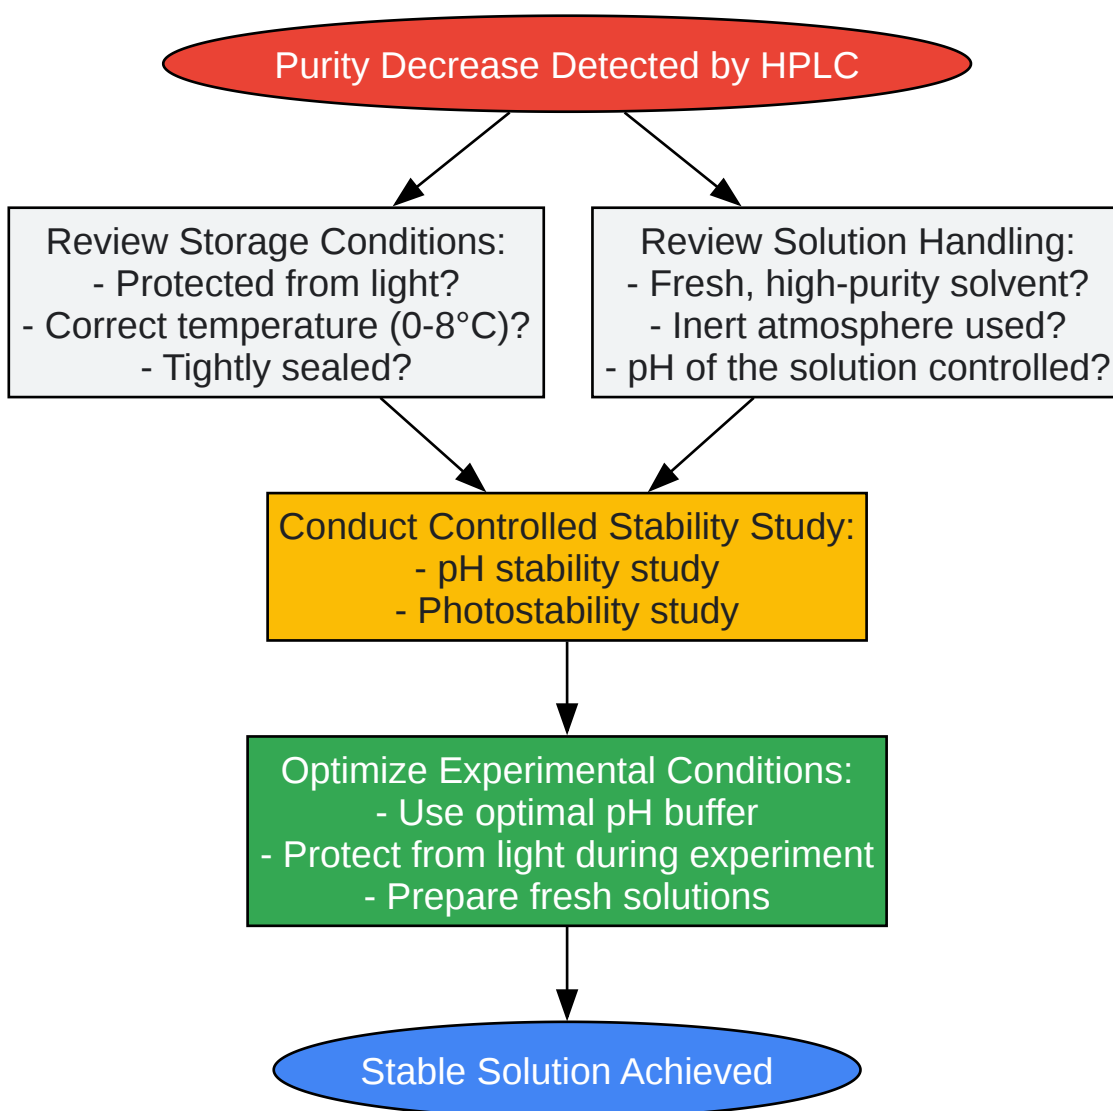 Purity Decrease Detected by HPLC
Review Storage Conditions:
- Protected from light?
- Correct temperature (0-8°C)?
- Tightly sealed?
Review Solution Handling:
- Fresh, high-purity solvent?
- Inert atmosphere used?
- pH of the solution controlled?
Conduct Controlled Stability Study:
- pH stability study
- Photostability study
Optimize Experimental Conditions:
- Use optimal pH buffer
- Protect from light during experiment
- Prepare fresh solutions
Stable Solution Achieved